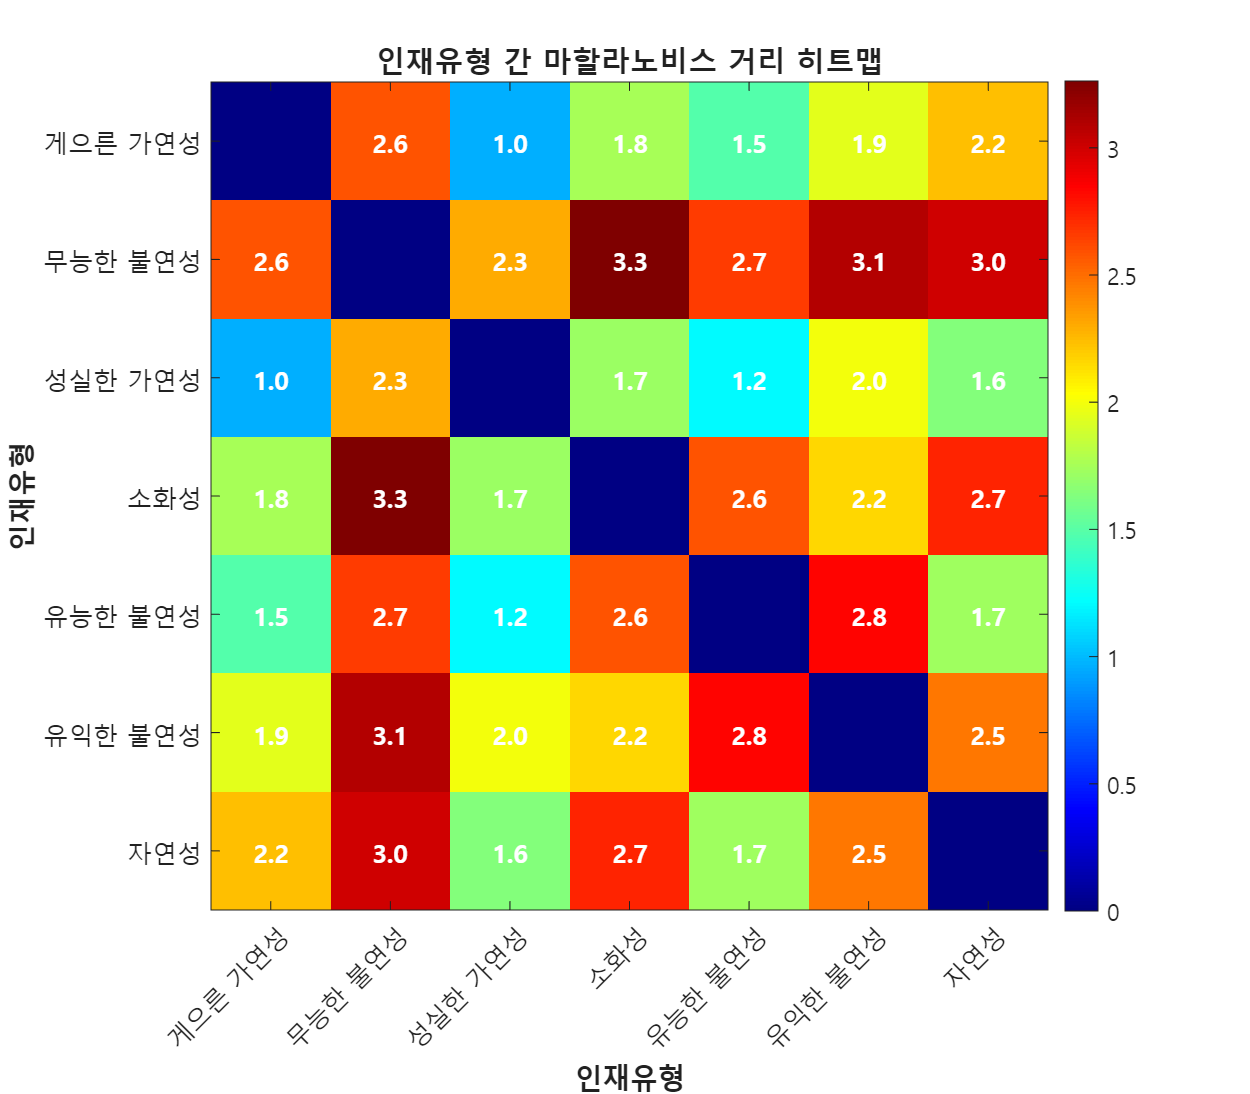 인재유형 간 마할라노비스 거리 히트맵
게으른 가연성 2.6 1.0 1.8 1.5 1.9 2.2
무능한 불연성 2.6 2.3 3.3 2.7 3.1 3.0
성실한 가연성 1.0 2.3 1.7 1.2 2.0 1.6
소화성 1.8 3.3 1.7 2.6 2.2 2.7
유능한 불연성 1.5 2.7 1.2 2.6 2.8 1.7
유익한 불연성 1.9 3.1 2.0 2.2 2.8 2.5
자연성 2.2 3.0 1.6 2.7 1.7 2.5
인재유형
게으른 가연성
무능한 불연성
성실한 가연성
소화성
유능한 불연성
유익한 불연성
자연성
인재유형
3
2.5
2
1.5
1
0.5
0